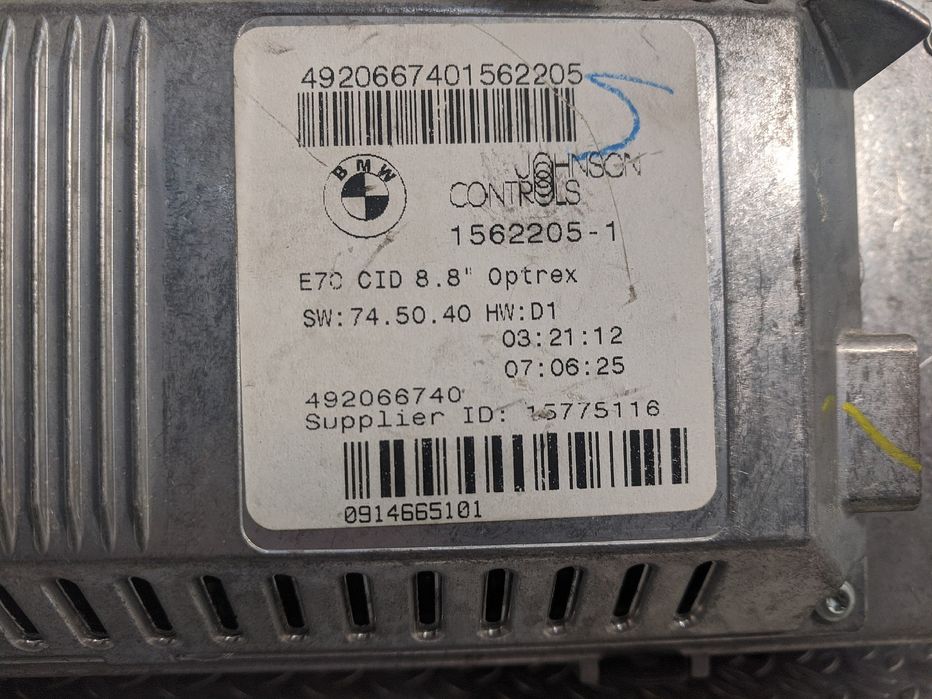 4920667401562205
BMW
JOHNSON
CONTROLS
1562205-1
E70 CID 8.8" Optrex
SW:74.50.40 HW:D1
03:21:12
07:06:25
492066740
Supplier ID: 15775116
0914665101